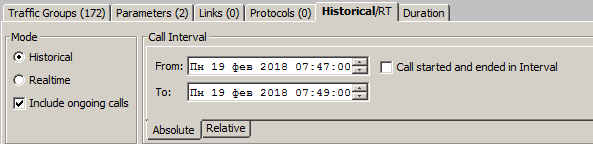 Traffic Groups (172) Parameters (2) Links (0) Protocols (0) Historical/RT Duration
Mode
Historical
Realtime
Include ongoing calls
Call Interval
From: Пн 19 фев 2018 07:47:00 Call started and ended in Interval
To: Пн 19 фев 2018 07:49:00
Absolute Relative